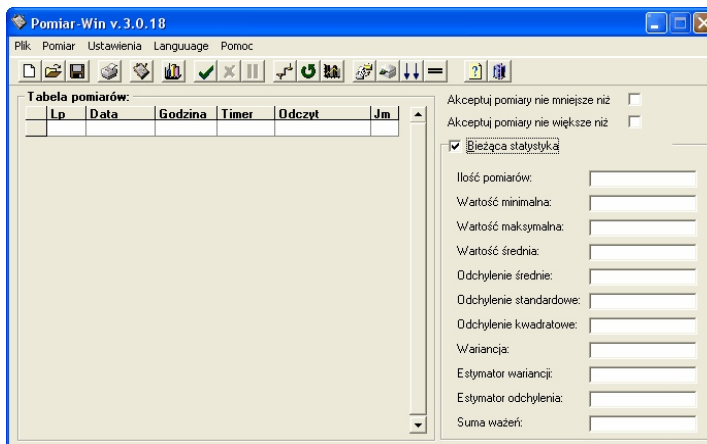 Pomiar-Win v.3.0.18
Plik Pomiar Ustawienia Languuage Pomoc
Tabela pomiarów:
Lp Data Godzina Timer Odczyt Jm
Akceptuj pomiary nie mniejsze niż
Akceptuj pomiary nie większe niż
Bieżąca statystyka
Ilość pomiarów:
Wartość minimalna:
Wartość maksymalna:
Wartość średnia:
Odchylenie średnie:
Odchylenie standardowe:
Odchylenie kwadratowe:
Wariancja:
Estymator wariancji:
Estymator odchylenia:
Suma ważeń: